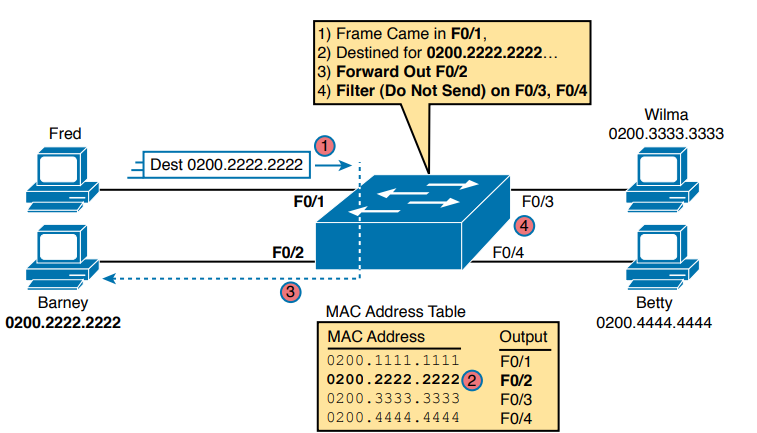 1) Frame Came in F0/1,
2) Destined for 0200.2222.2222…
3) Forward Out F0/2
4) Filter (Do Not Send) on F0/3, F0/4
Fred
Wilma
0200.3333.3333
1
Dest 0200.2222.2222
F0/1
F0/3
4
F0/2
F0/4
3
Barney
0200.2222.2222
Betty
0200.4444.4444
MAC Address Table
MAC Address Output
0200.1111.1111 F0/1
0200.2222.2222 2 F0/2
0200.3333.3333 F0/3
0200.4444.4444 F0/4